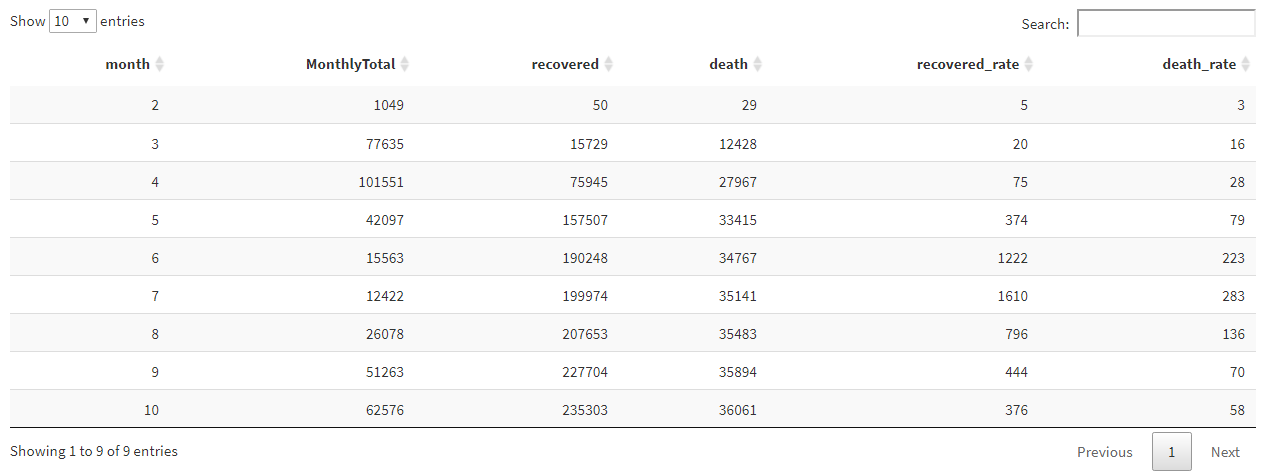 Show 10 entries Search:
month MonthlyTotal recovered death recovered_rate death_rate
2 1049 50 29 5 3
3 77635 15729 12428 20 16
4 101551 75945 27967 75 28
5 42097 157507 33415 374 79
6 15563 190248 34767 1222 223
7 12422 199974 35141 1610 283
8 26078 207653 35483 796 136
9 51263 227704 35894 444 70
10 62576 235303 36061 376 58
Showing 1 to 9 of 9 entries Previous 1 Next